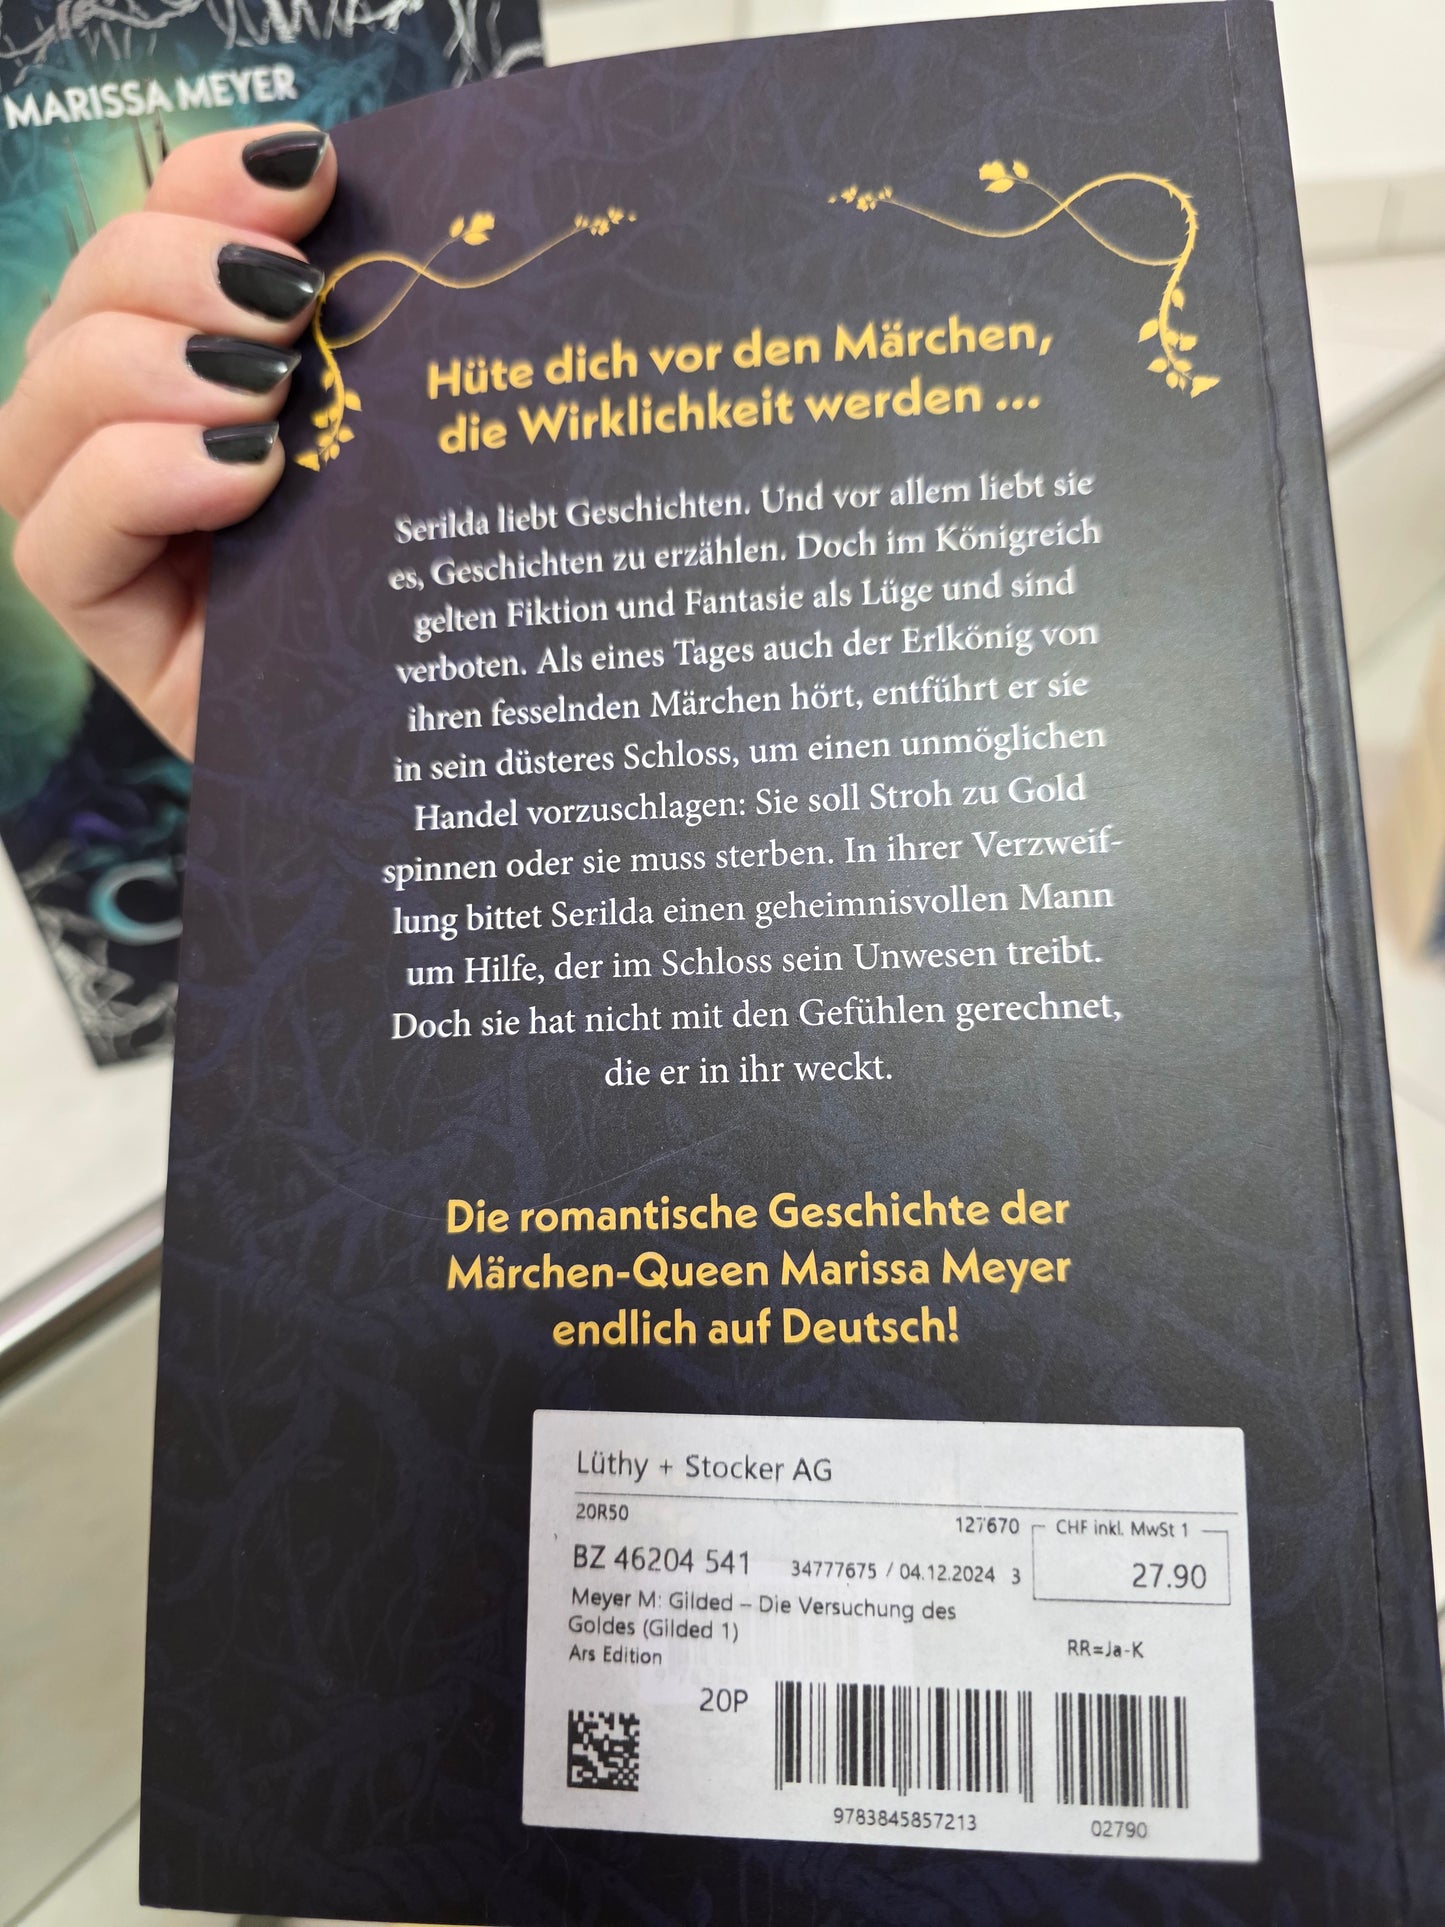 MARISSA MEYER
C
Hüte dich vor den Märchen,
die Wirklichkeit werden ...
Serilda liebt Geschichten. Und vor allem liebt sie
es, Geschichten zu erzählen. Doch im Königreich
gelten Fiktion und Fantasie als Lüge und sind
verboten. Als eines Tages auch der Erlkönig von
ihren fesselnden Märchen hört, entführt er sie
in sein düsteres Schloss, um einen unmöglichen
Handel vorzuschlagen: Sie soll Stroh zu Gold
spinnen oder sie muss sterben. In ihrer Verzweif-
lung bittet Serilda einen geheimnisvollen Mann
um Hilfe, der im Schloss sein Unwesen treibt.
Doch sie hat nicht mit den Gefühlen gerechnet,
die er in ihr weckt.
Die romantische Geschichte der
Märchen-Queen Marissa Meyer
endlich auf Deutsch!
Lüthy + Stocker AG
20R50 127670 CHF inkl. MwSt 1
BZ 46204 541 34777675 / 04.12.2024 3 27.90
Meyer M: Gilded – Die Versuchung des
Goldes (Gilded 1)
Ars Edition RR=Ja-K
20P
9783845857213 02790